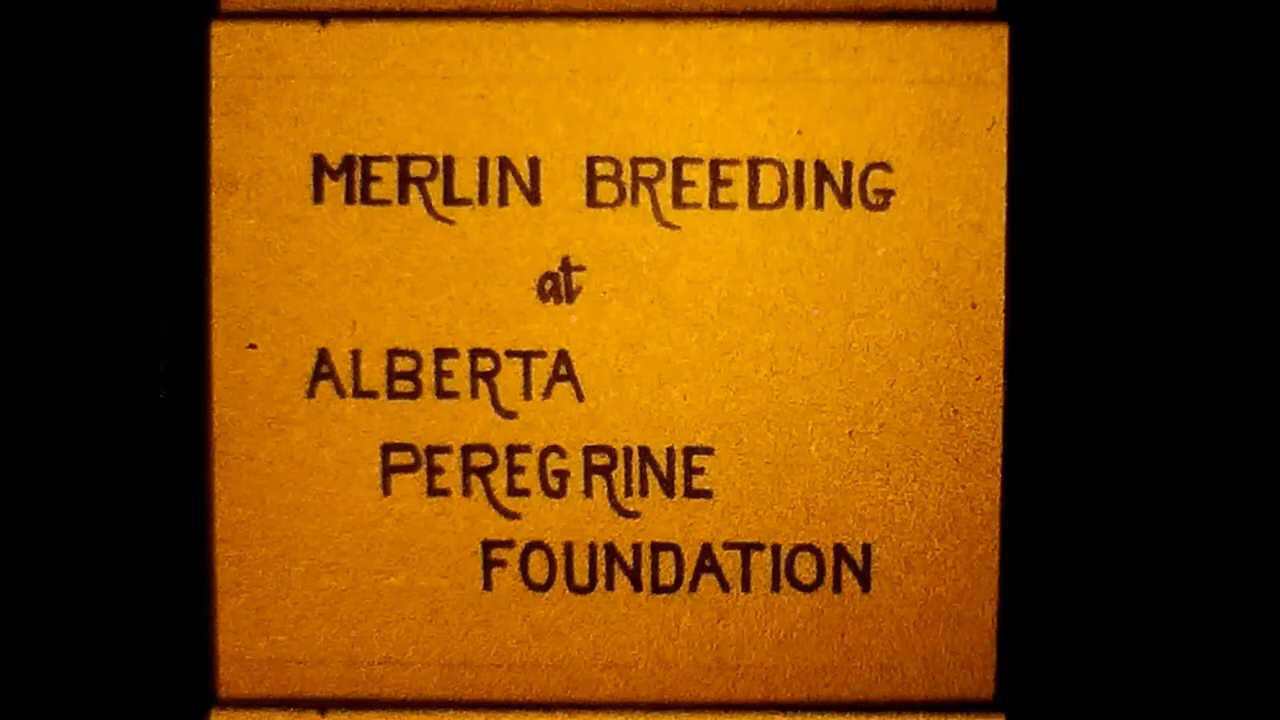 MERLIN BREEDING
at
ALBERTA
PEREGRINE
FOUNDATION